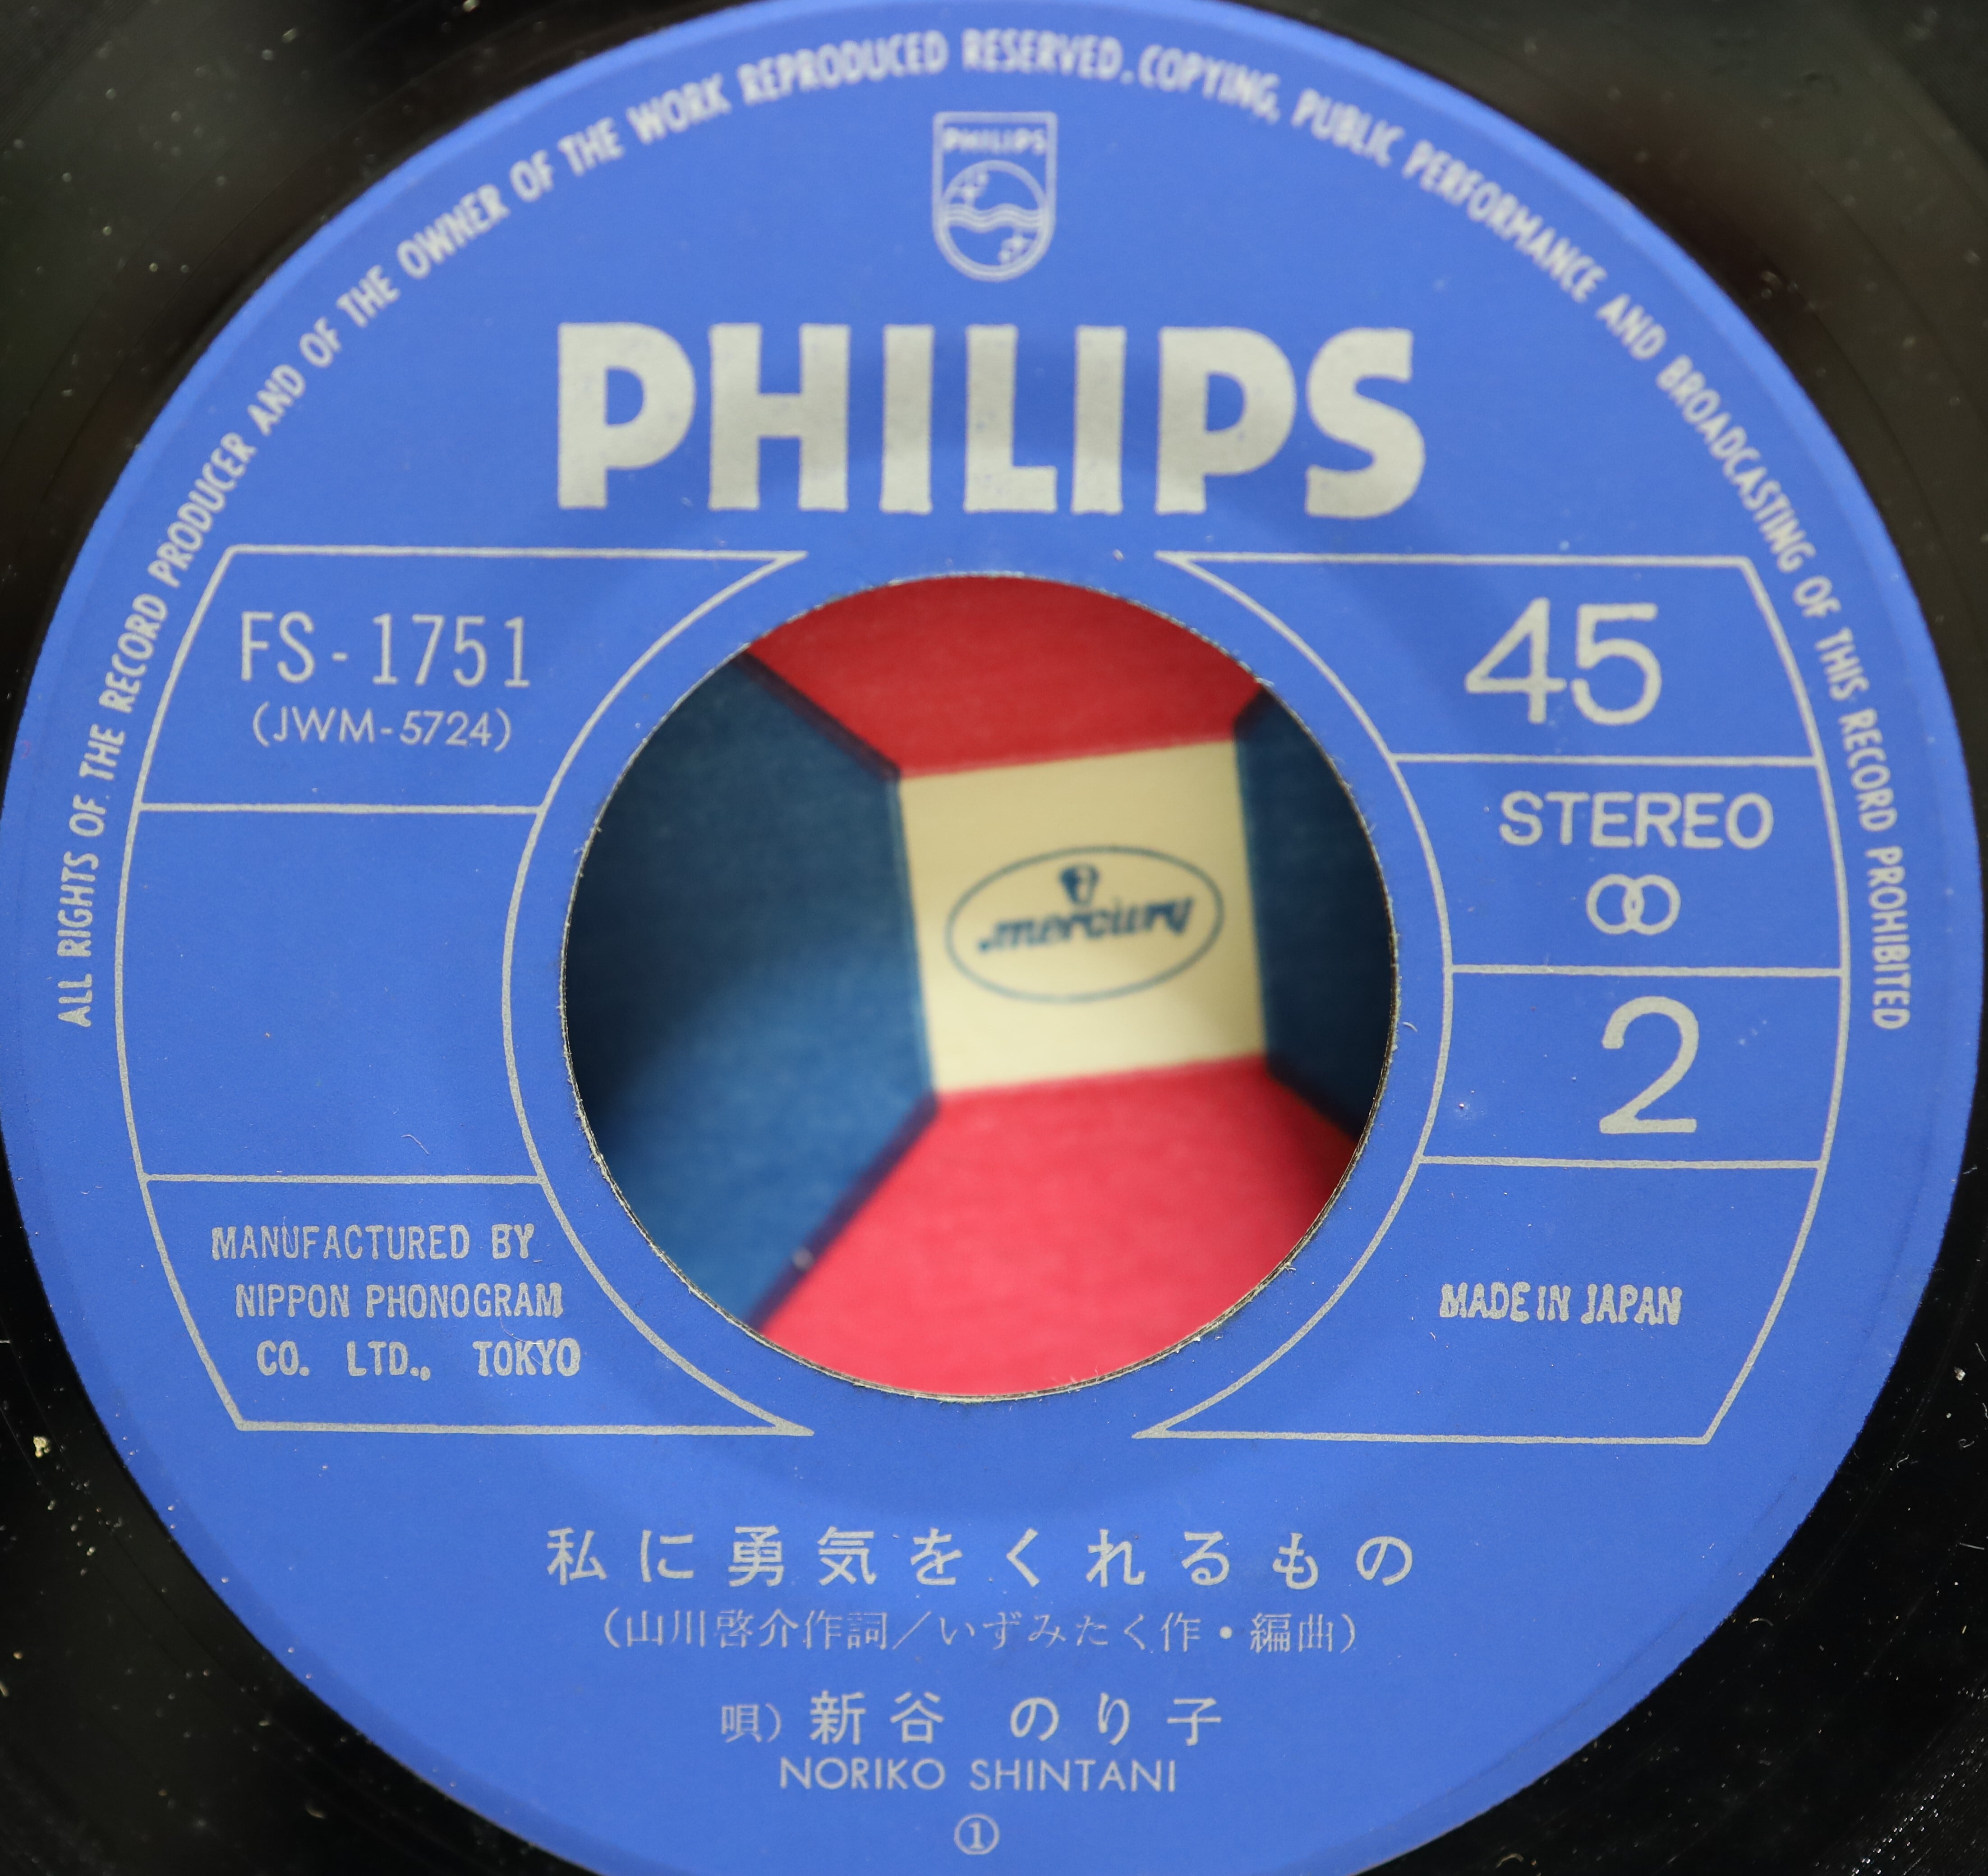 ALL RIGHTS OF THE RECORD PRODUCER AND OF THE OWNER OF THE WORK REPRODUCED RESERVED. COPYING, PUBLIC PERFORMANCE AND BROADCASTING OF THIS RECORD PROHIBITED
PHILIPS
PHILIPS
FS-1751
(JWM-5724)
45
STEREO
2
mercury
MANUFACTURED BY
NIPPON PHONOGRAM
CO. LTD., TOKYO
MADE IN JAPAN
私に勇気をくれるもの
(山川啓介作詞/いずみたく作・編曲)
唄)新谷 のり子
NORIKO SHINTANI
①